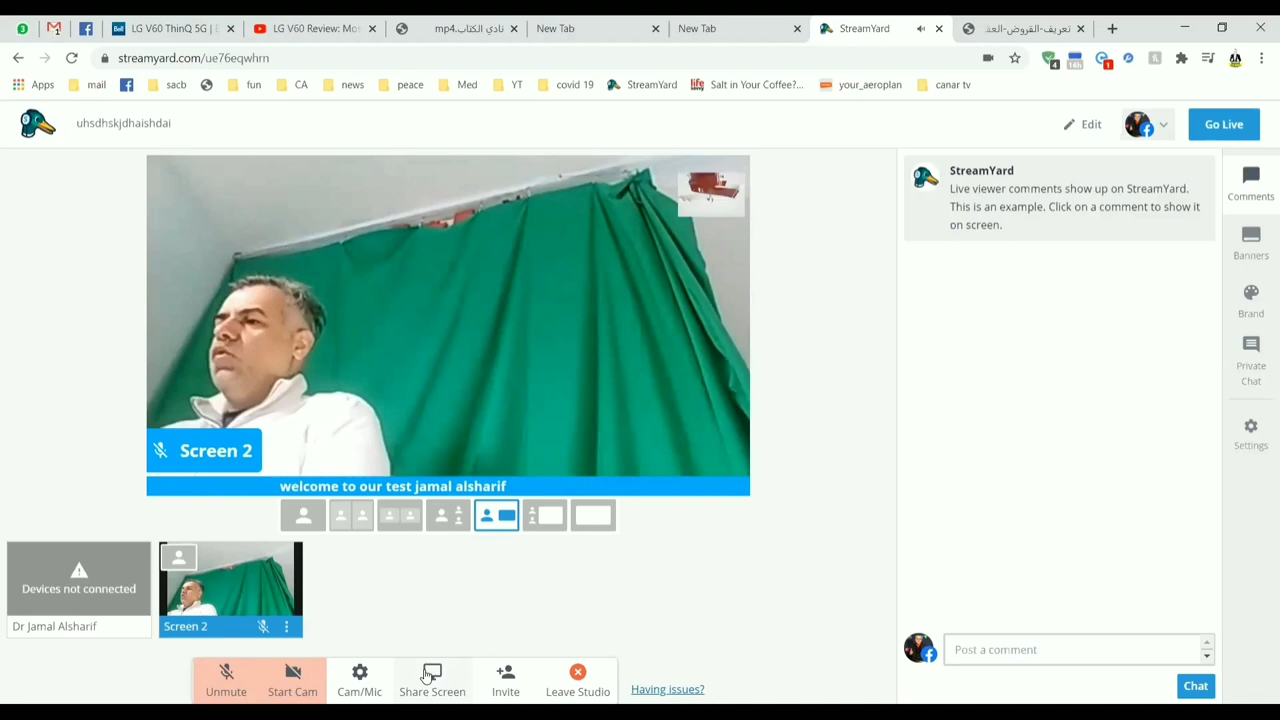 LG V60 ThinQ 5G | B
LG V60 Review: Mos
نادي الكتاب.mp4
New Tab
New Tab
StreamYard
تعريف-القروض-العن
streamyard.com/ue76eqwhrn
4
16h
1
Apps
mail
sacb
fun
CA
news
peace
Med
YT
covid 19
StreamYard
Salt in Your Coffee?...
your_aeroplan
canar tv
uhsdhskjdhaishdai
Edit
Go Live
StreamYard
Live viewer comments show up on StreamYard.
This is an example. Click on a comment to show it
on screen.
Comments
Banners
Brand
Private
Chat
Settings
Screen 2
welcome to our test jamal alsharif
Devices not connected
Dr Jamal Alsharif
Screen 2
Unmute
Start Cam
Cam/Mic
Share Screen
Invite
Leave Studio
Having issues?
Post a comment
Chat